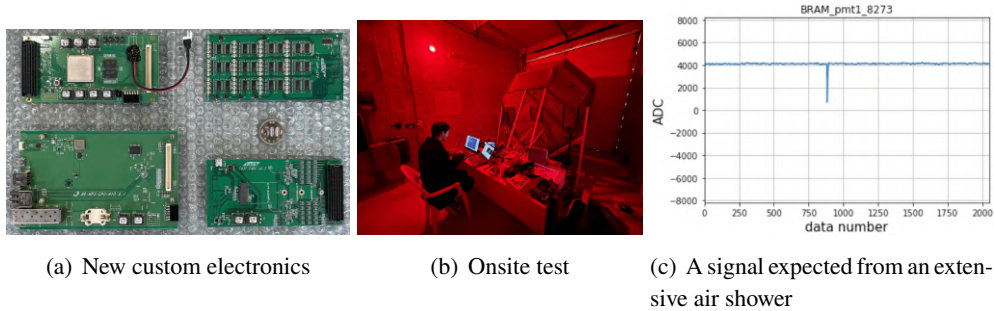 BRAM_pmt1_8273
8000
6000
4000
2000
0
−2000
−4000
−6000
−8000
ADC
0 250 500 750 1000 1250 1500 1750 2000
data number
(a) New custom electronics
(b) Onsite test
(c) A signal expected from an exten-
sive air shower